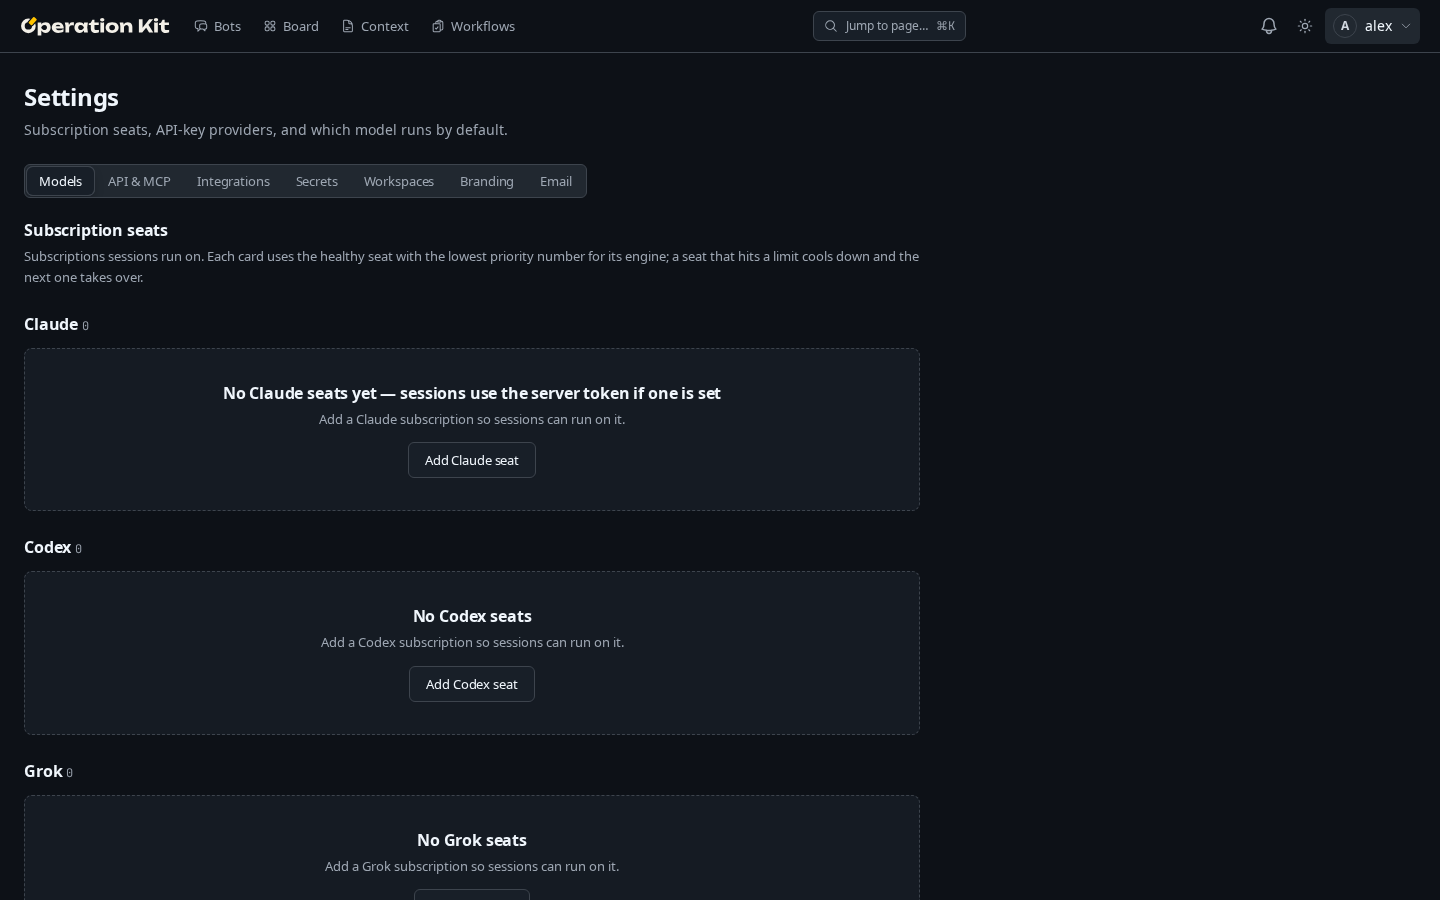 Operation Kit
Bots
Board
Context
Workflows
Jump to page... ⌘K
A
alex
Settings
Subscription seats, API-key providers, and which model runs by default.
Models
API & MCP
Integrations
Secrets
Workspaces
Branding
Email
Subscription seats
Subscriptions sessions run on. Each card uses the healthy seat with the lowest priority number for its engine; a seat that hits a limit cools down and the
next one takes over.
Claude 0
No Claude seats yet — sessions use the server token if one is set
Add a Claude subscription so sessions can run on it.
Add Claude seat
Codex 0
No Codex seats
Add a Codex subscription so sessions can run on it.
Add Codex seat
Grok 0
No Grok seats
Add a Grok subscription so sessions can run on it.